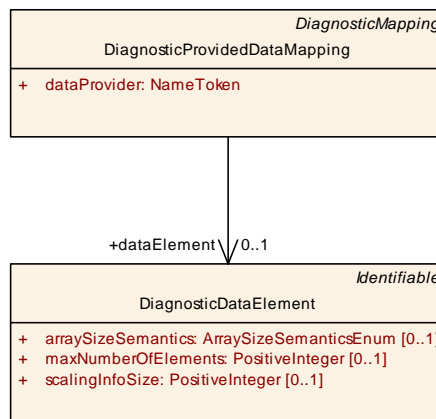 DiagnosticMapping
DiagnosticProvidedDataMapping
+ dataProvider: NameToken
+dataElement 0..1
Identifiable
DiagnosticDataElement
+ arraySizeSemantics: ArraySizeSemanticsEnum [0..1]
+ maxNumberOfElements: PositiveInteger [0..1]
+ scalingInfoSize: PositiveInteger [0..1]